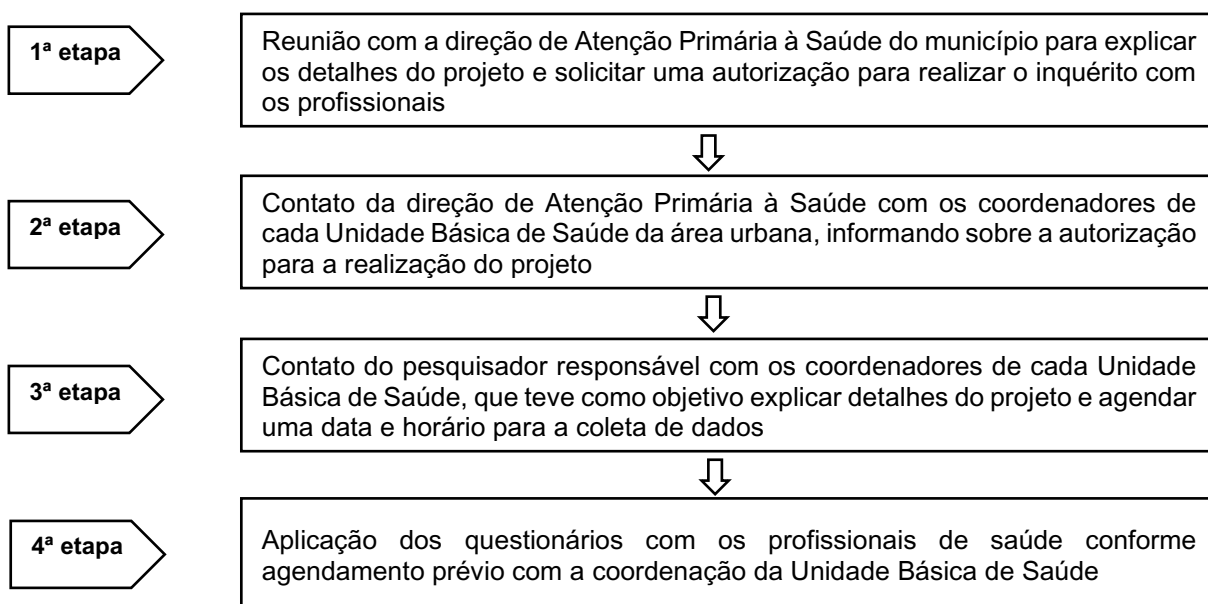 1ª etapa
Reunião com a direção de Atenção Primária à Saúde do município para explicar
os detalhes do projeto e solicitar uma autorização para realizar o inquérito com
os profissionais
2ª etapa
Contato da direção de Atenção Primária à Saúde com os coordenadores de
cada Unidade Básica de Saúde da área urbana, informando sobre a autorização
para a realização do projeto
3ª etapa
Contato do pesquisador responsável com os coordenadores de cada Unidade
Básica de Saúde, que teve como objetivo explicar detalhes do projeto e agendar
uma data e horário para a coleta de dados
4ª etapa
Aplicação dos questionários com os profissionais de saúde conforme
agendamento prévio com a coordenação da Unidade Básica de Saúde